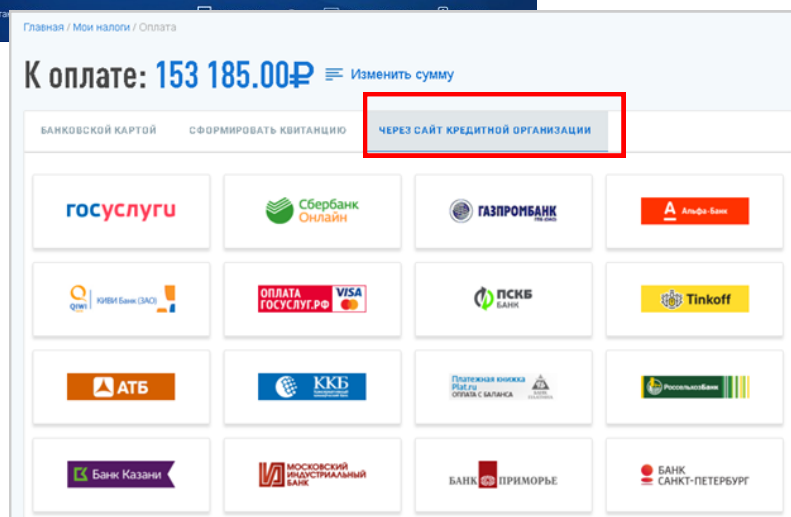 Главная / Мои налоги / Оплата
К оплате: 153 185.00₽ Изменить сумму
БАНКОВСКОЙ КАРТОЙ СФОРМИРОВАТЬ КВИТАНЦИЮ ЧЕРЕЗ САЙТ КРЕДИТНОЙ ОРГАНИЗАЦИИ
госуслуги
Сбербанк
Онлайн
ГАЗПРОМБАНК
Альфа-Банк
QIWI КИВИ Банк (ЗАО)
ОПЛАТА
ГОСУСЛУГ.РФ
VISA
ПСКБ
БАНК
Tinkoff
АТБ
ККБ
Платежная книжка
Plat.ru
ОПЛАТА С БАЛАНСА
РоссельхозБанк
Банк Казани
МОСКОВСКИЙ
ИНДУСТРИАЛЬНЫЙ
БАНК
БАНК ПРИМОРЬЕ
БАНК
САНКТ-ПЕТЕРБУРГ